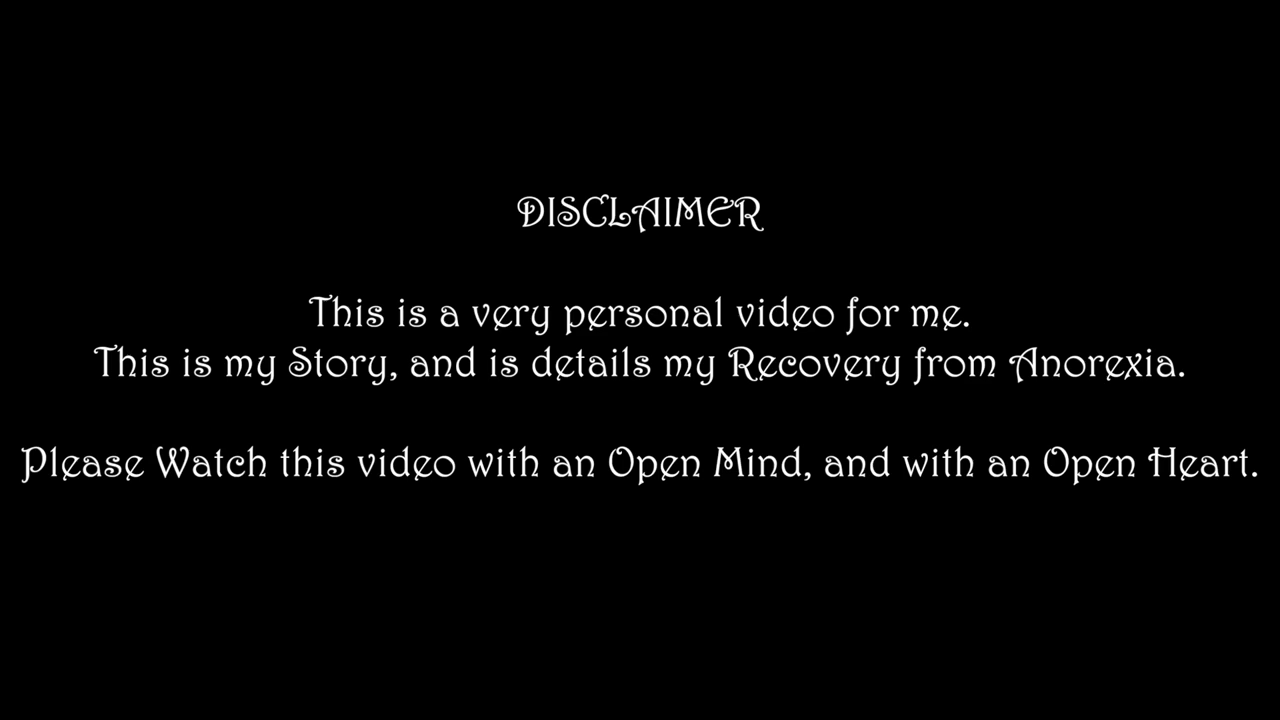 DISCLAIMER
This is a very personal video for me.
This is my Story, and is details my Recovery from Anorexia.
Please Watch this video with an Open Mind, and with an Open Heart.